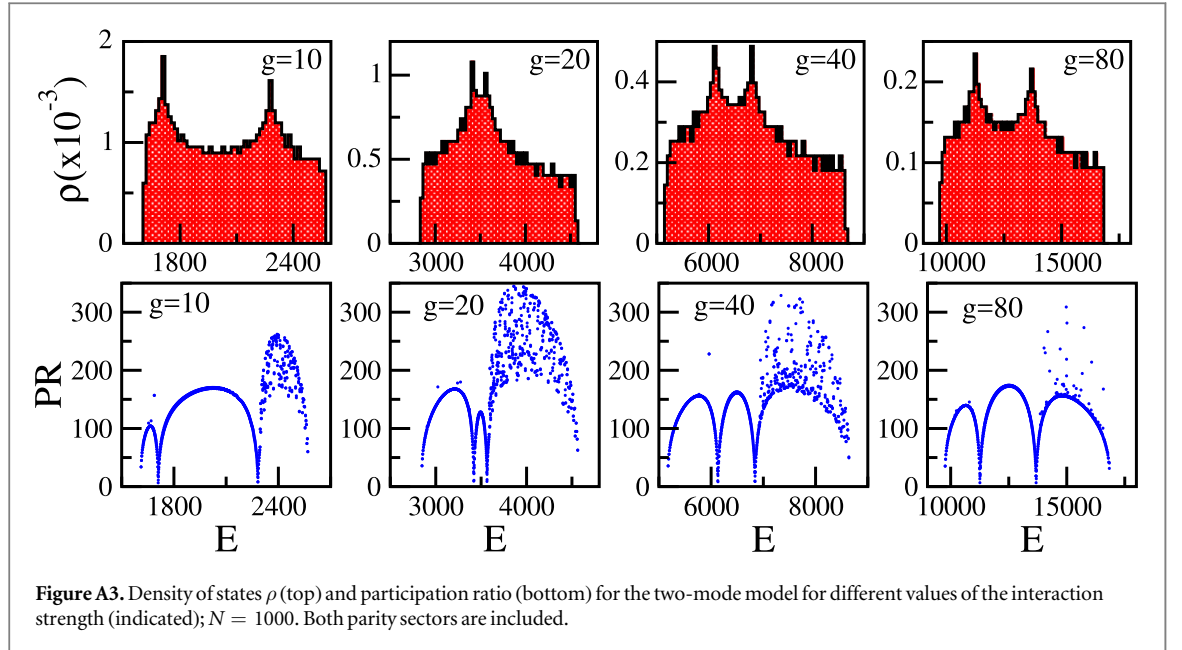 2
1
0
ρ(x10⁻³)
g=10
1800
2400
1
0.5
0
g=20
3000
4000
0.4
0.2
0
g=40
6000
8000
0.2
0.1
0
g=80
10000
15000
300
200
100
0
PR
g=10
1800
2400
E
300
200
100
0
g=20
3000
4000
E
300
200
100
0
g=40
6000
8000
E
300
200
100
0
g=80
10000
15000
E
Figure A3. Density of states ρ (top) and participation ratio (bottom) for the two-mode model for different values of the interaction
strength (indicated); N = 1000. Both parity sectors are included.